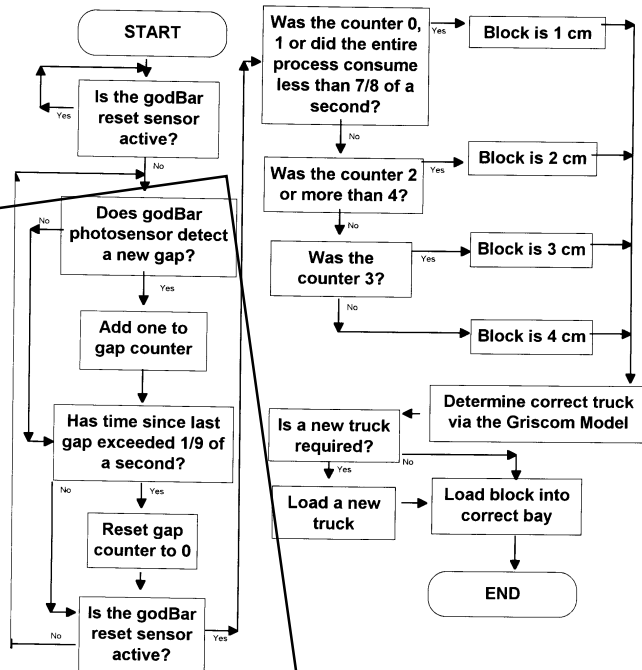 START
Is the godBar
reset sensor
active?
Yes
No
Does godBar
photosensor detect
a new gap?
No
Yes
Add one to
gap counter
Has time since last
gap exceeded 1/9 of
a second?
No
Yes
Reset gap
counter to 0
Is the godBar
reset sensor
active?
No
Yes
Was the counter 0,
1 or did the entire
process consume
less than 7/8 of a
second?
Yes
Block is 1 cm
No
Was the counter 2
or more than 4?
Yes
Block is 2 cm
No
Was the
counter 3?
Yes
Block is 3 cm
No
Block is 4 cm
Determine correct truck
via the Griscom Model
Is a new truck
required?
No
Yes
Load a new
truck
Load block into
correct bay
END